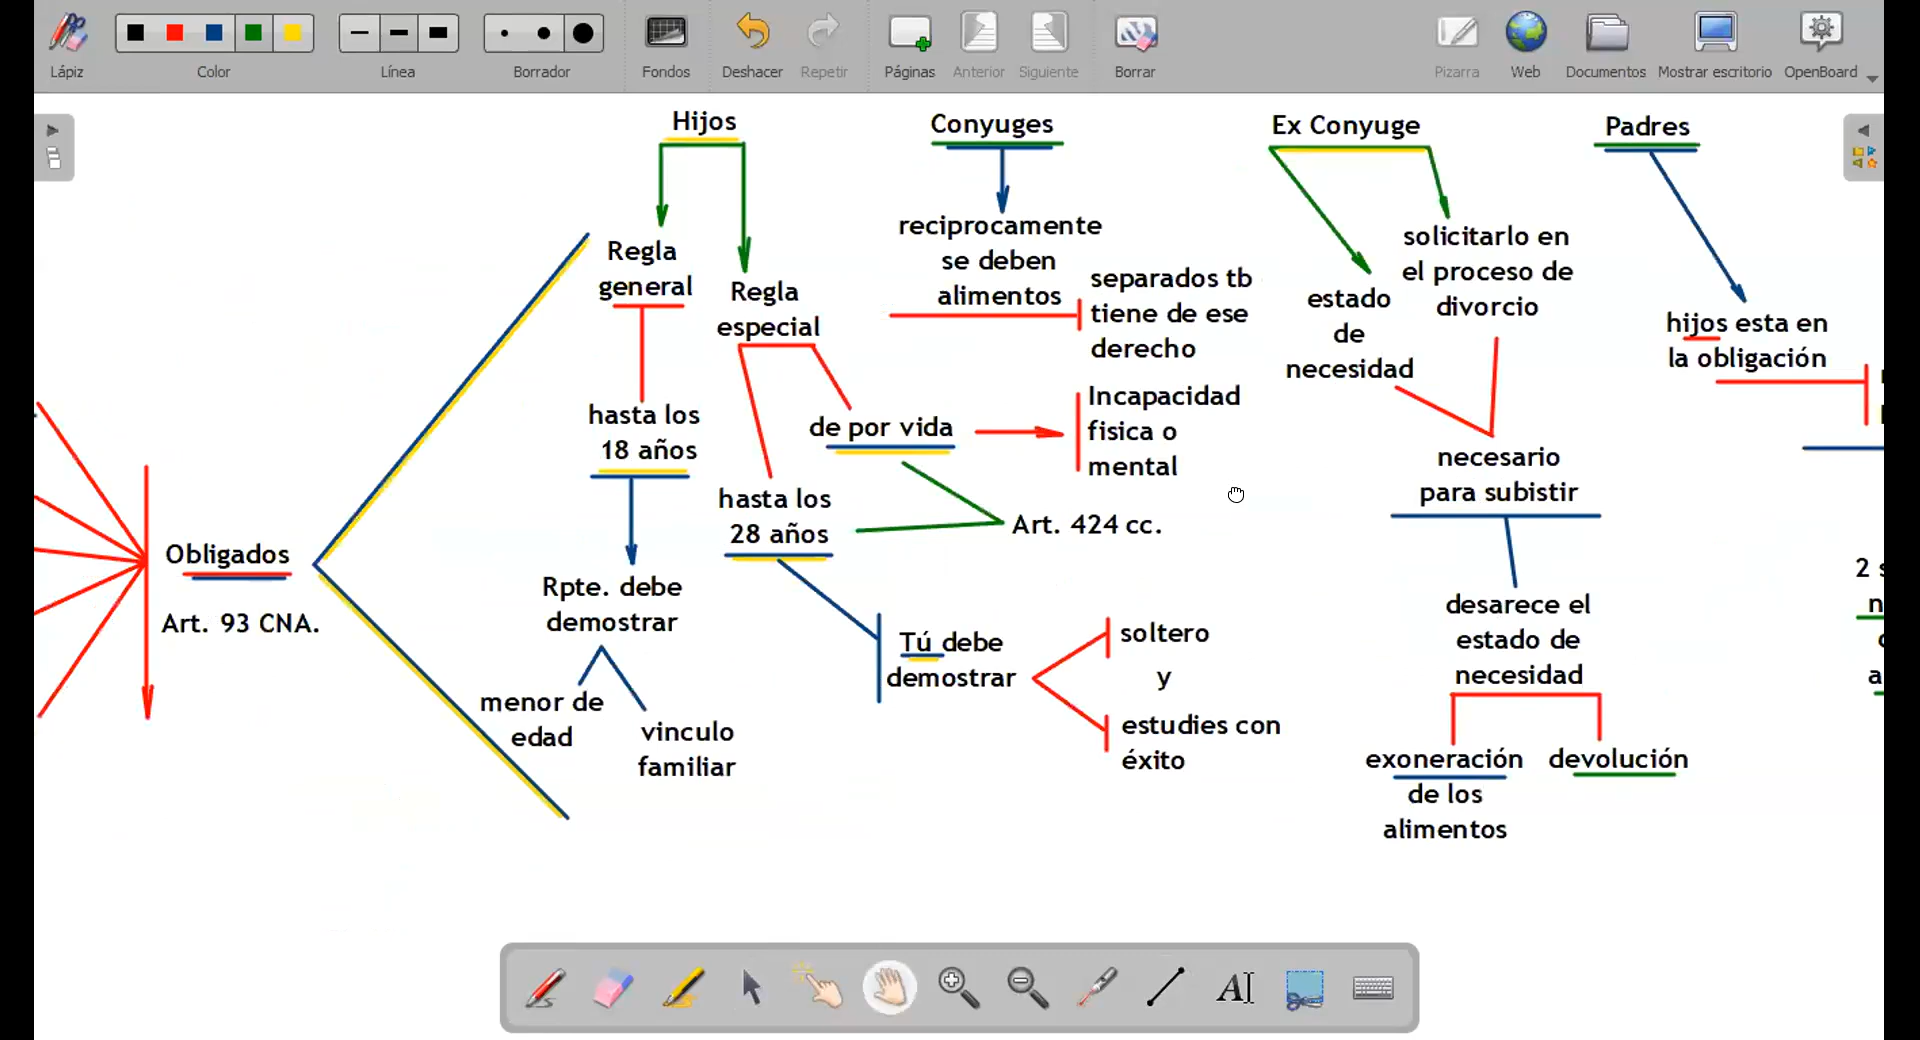 Lápiz
Color
Línea
Borrador
Fondos
Deshacer
Repetir
Páginas
Anterior
Siguiente
Borrar
Pizarra
Web
Documentos
Mostrar escritorio
OpenBoard
Obligados
Art. 93 CNA.
Hijos
Regla
general
hasta los
18 años
Rpte. debe
demostrar
menor de
edad
vinculo
familiar
Regla
especial
hasta los
28 años
de por vida
Incapacidad
fisica o
mental
Art. 424 cc.
Tú debe
demostrar
soltero
y
estudies con
éxito
Conyuges
reciprocamente
se deben
alimentos
separados tb
tiene de ese
derecho
Ex Conyuge
estado
de
necesidad
solicitarlo en
el proceso de
divorcio
necesario
para subistir
desarece el
estado de
necesidad
exoneración
de los
alimentos
devolución
Padres
hijos esta en
la obligación
2